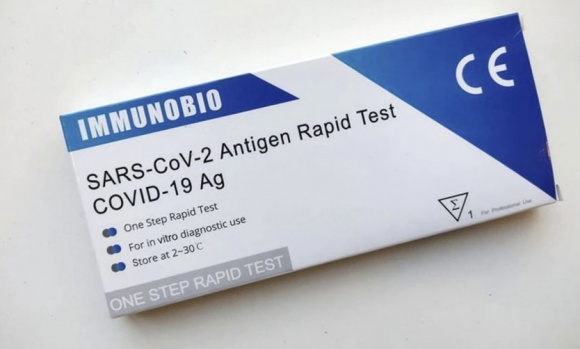 IMMUNOBIO
CE
SARS-CoV-2 Antigen Rapid Test
COVID-19 Ag
One Step Rapid Test
For in vitro diagnostic use
Store at 2~30℃
Σ 1
For Professional Use
ONE STEP RAPID TEST